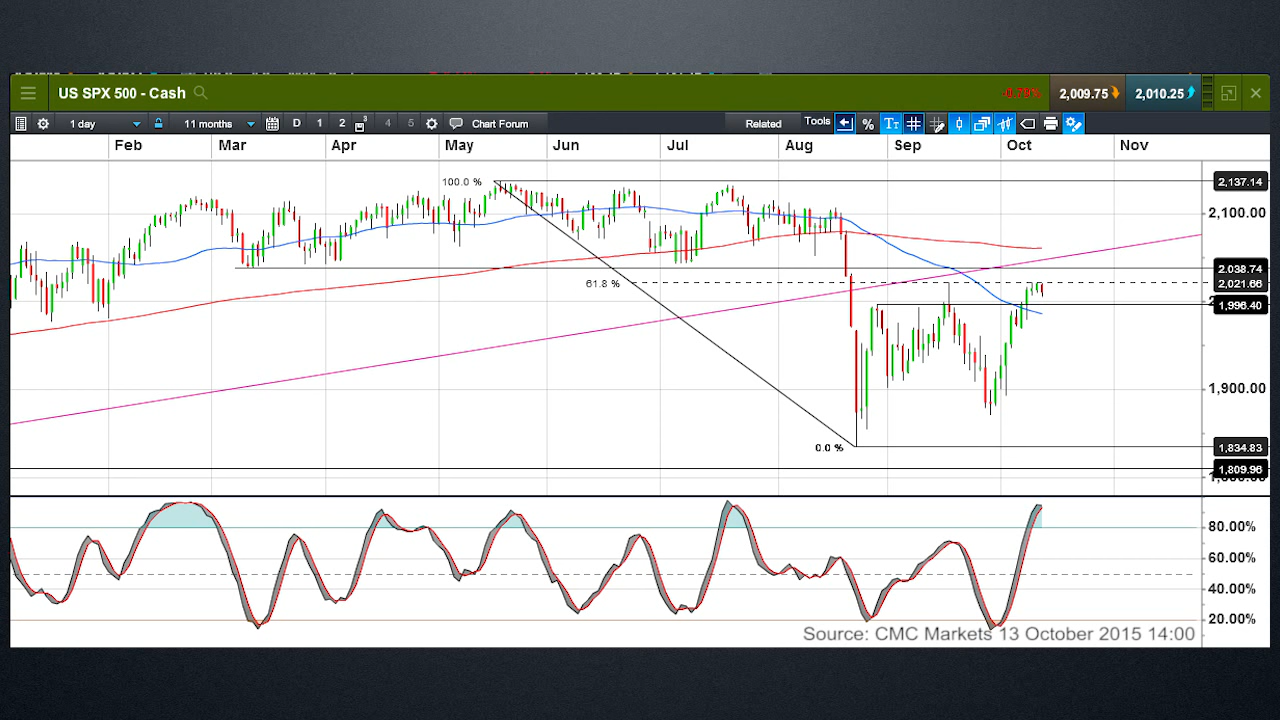 US SPX 500 - Cash -0.79% 2,009.75 2,010.25
1 day 11 months D 1 2 3 4 5 Chart Forum Related Tools % Tт
Feb Mar Apr May Jun Jul Aug Sep Oct Nov
100.0 % 2,137.14
2,100.00
2,038.74
61.8 % 2,021.66
1,996.40
1,900.00
0.0 % 1,834.83
1,809.96
80.00%
60.00%
40.00%
20.00%
Source: CMC Markets 13 October 2015 14:00